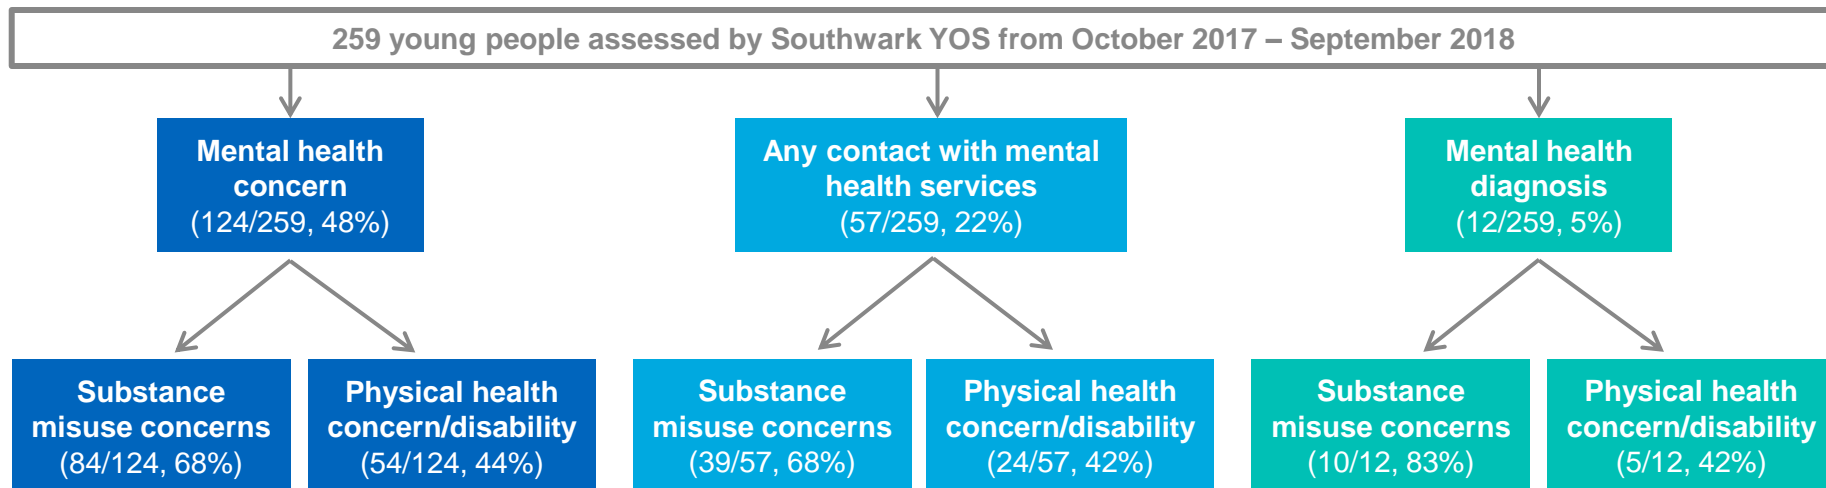 259 young people assessed by Southwark YOS from October 2017 – September 2018
Mental health
concern
(124/259, 48%)
Any contact with mental
health services
(57/259, 22%)
Mental health
diagnosis
(12/259, 5%)
Substance
misuse concerns
(84/124, 68%)
Physical health
concern/disability
(54/124, 44%)
Substance
misuse concerns
(39/57, 68%)
Physical health
concern/disability
(24/57, 42%)
Substance
misuse concerns
(10/12, 83%)
Physical health
concern/disability
(5/12, 42%)